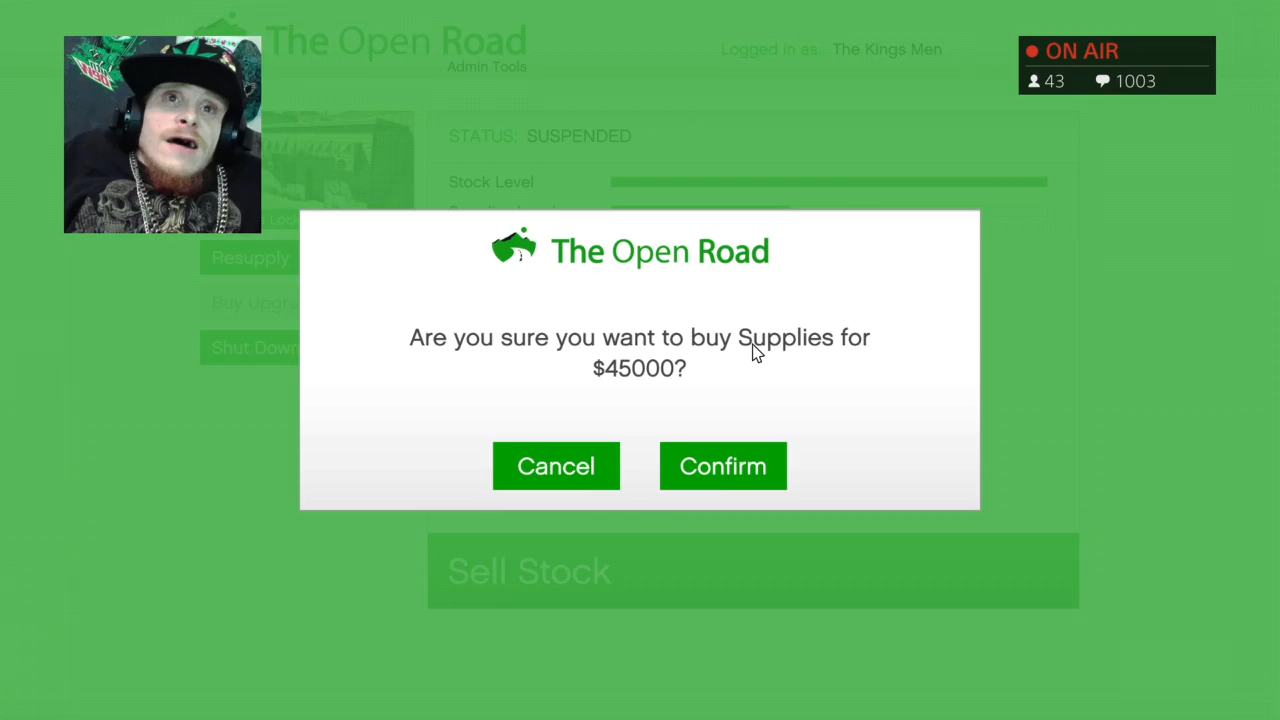 The Open Road
Admin Tools
Logged in as: The Kings Men
ON AIR
43 1003
STATUS: SUSPENDED
Stock Level
Resupply
Shut Down
The Open Road
Are you sure you want to buy Supplies for
$45000?
Cancel Confirm
Sell Stock